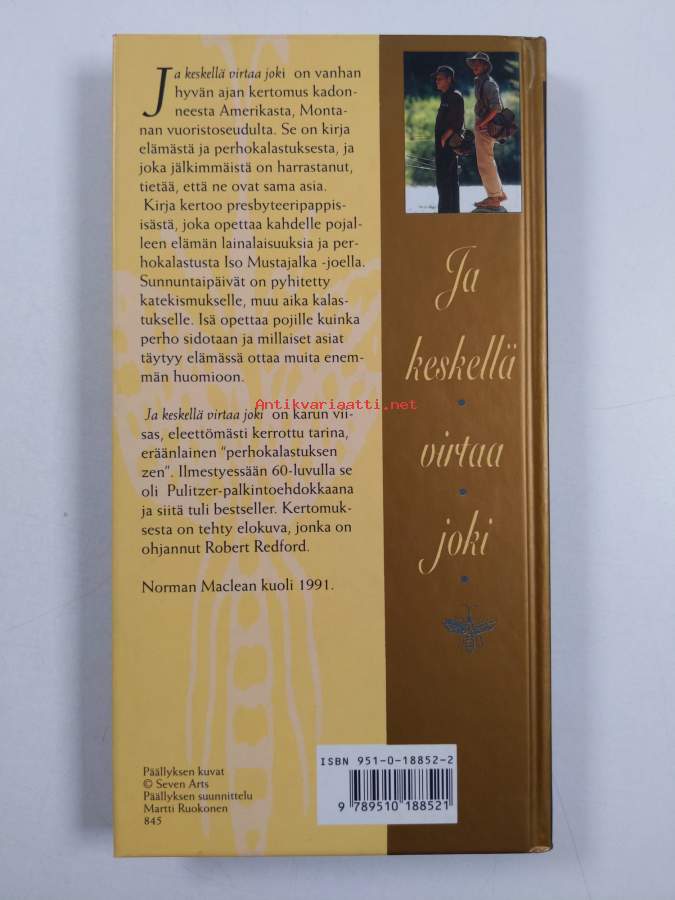 Ja keskellä virtaa joki on vanhan
hyvän ajan kertomus kadon-
neesta Amerikasta, Monta-
nan vuoristoseudulta. Se on kirja
elämästä ja perhokalastuksesta, ja
joka jälkimmäistä on harrastanut,
tietää, että ne ovat sama asia.
Kirja kertoo presbyteeripappis-
isästä, joka opettaa kahdelle pojal-
leen elämän lainalaisuuksia ja per-
hokalastusta Iso Mustajalka -joella.
Sunnuntaipäivät on pyhitetty
katekismukselle, muu aika kalas-
tukselle. Isä opettaa pojille kuinka
perho sidotaan ja millaiset asiat
täytyy elämässä ottaa muita enem-
män huomioon.
Ja keskellä virtaa joki on karun vii-
sas, eleettömästi kerrottu tarina,
eräänlainen "perhokalastuksen
zen". Ilmestyessään 60-luvulla se
oli Pulitzer-palkintoehdokkaana
ja siitä tuli bestseller. Kertomuk-
sesta on tehty elokuva, jonka on
ohjannut Robert Redford.
Norman Maclean kuoli 1991.
Päällyksen kuvat
© Seven Arts
Päällyksen suunnittelu
Martti Ruokonen
845
Ja
keskellä
virtaa
joki
ISBN 951-0-18852-2
9 789510 188521
Antikvariaatti.net